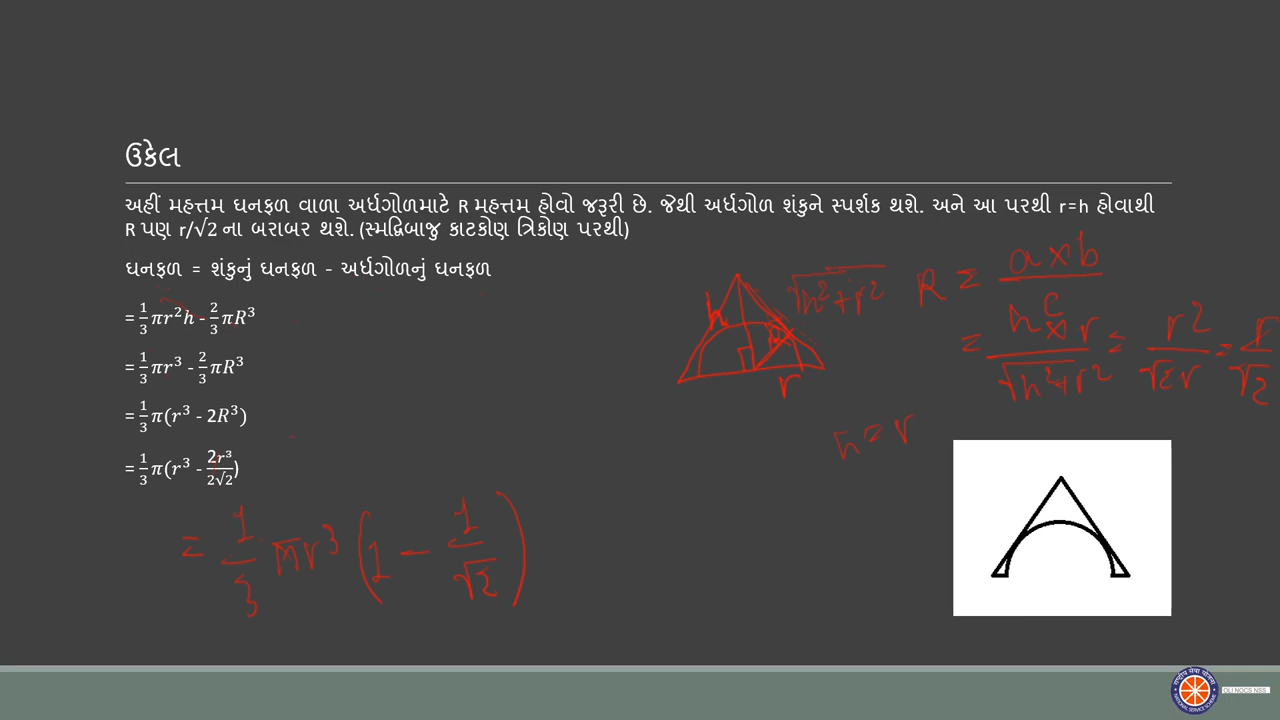 ઉકેલ
અહીં મહત્તમ ઘનફળ વાળા અર્ધગોળમાટે R મહત્તમ હોવો જરૂરી છે. જેથી અર્ધગોળ શંકુને સ્પર્શક થશે. અને આ પરથી r=h હોવાથી
R પણ r/√2 ના બરાબર થશે. (સ્મદ્વિબાજુ કાટકોણ ત્રિકોણ પરથી)
ઘનફળ = શંકુનું ઘનફળ - અર્ધગોળનું ઘનફળ
= 1/3 πr²h - 2/3 πR³
= 1/3 πr³ - 2/3 πR³
= 1/3 π(r³ - 2R³)
= 1/3 π(r³ - 2r³/2√2)
= 1/3 πr³ (1 - 1/√2)
h
√h²+r²
R
r
R = a×b/c
= h×r/√h²+r² = r²/√2r = r/√2
h = r
OLI NOCS NSS